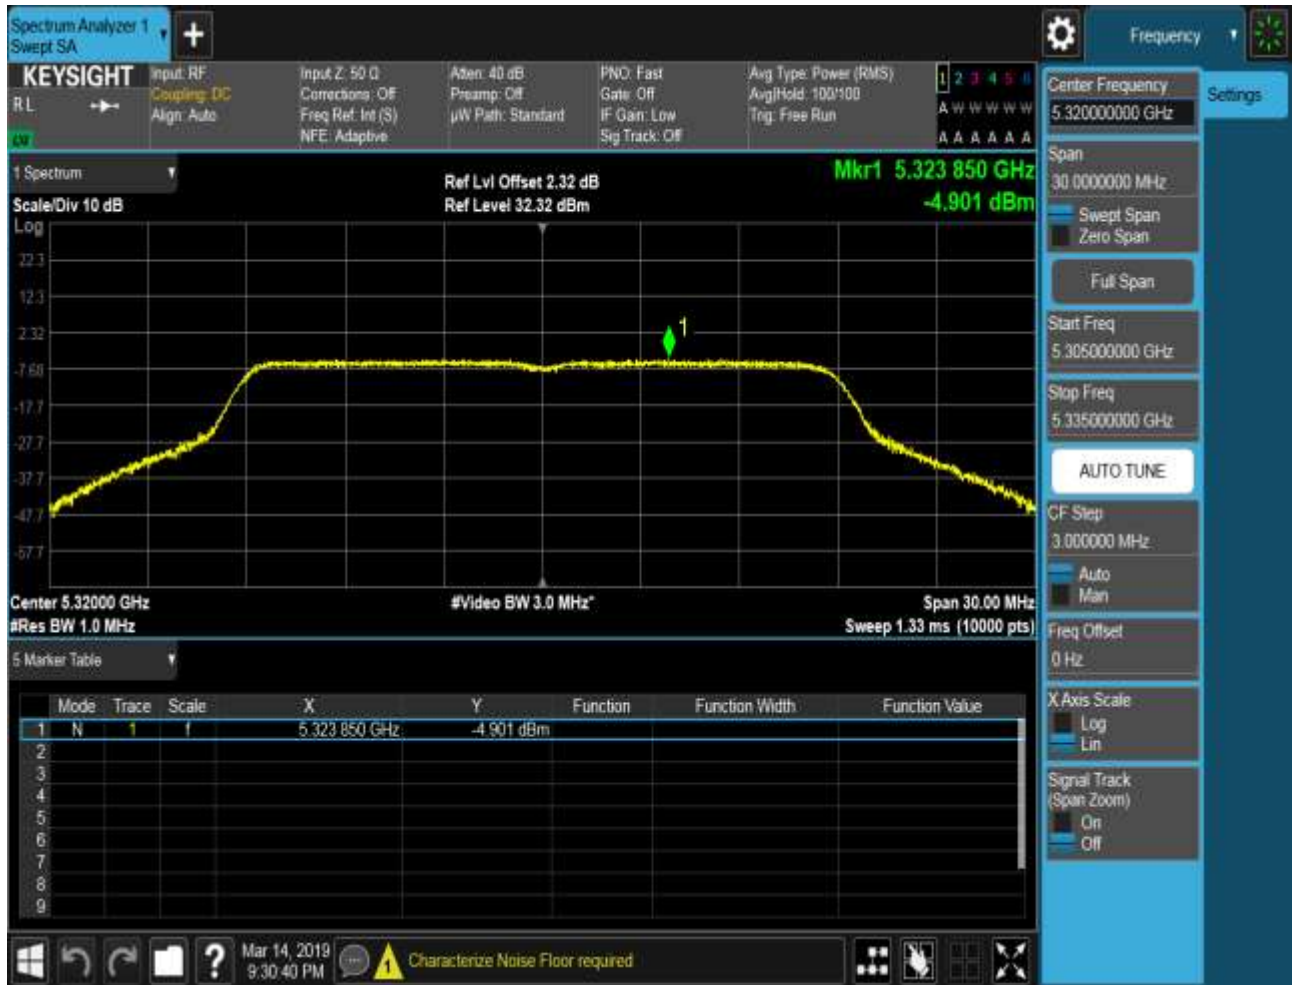 Spectrum Analyzer 1
Swept SA
Frequency
KEYSIGHT
R L
Input: RF
Coupling: DC
Align: Auto
Input Z: 50 Ω
Corrections: Off
Freq Ref: Int (S)
NFE: Adaptive
Atten: 40 dB
Preamp: Off
µW Path: Standard
PNO: Fast
Gate: Off
IF Gain: Low
Sig Track: Off
Avg Type: Power (RMS)
Avg|Hold: 100/100
Trig: Free Run
1 2 3 4 5 6
A W W W W W
A A A A A A
1 Spectrum
Scale/Div 10 dB
Ref Lvl Offset 2.32 dB
Ref Level 32.32 dBm
Mkr1 5.323 850 GHz
-4.901 dBm
Log
22.3
12.3
2.32
-7.68
-17.7
-27.7
-37.7
-47.7
-57.7
1
Center 5.32000 GHz
#Res BW 1.0 MHz
#Video BW 3.0 MHz*
Span 30.00 MHz
Sweep 1.33 ms (10000 pts)
5 Marker Table
Mode Trace Scale X Y Function Function Width Function Value
1 N 1 f 5.323 850 GHz -4.901 dBm
2
3
4
5
6
7
8
9
Mar 14, 2019
9:30:40 PM
Characterize Noise Floor required
Center Frequency
5.320000000 GHz
Settings
Span
30.0000000 MHz
Swept Span
Zero Span
Full Span
Start Freq
5.305000000 GHz
Stop Freq
5.335000000 GHz
AUTO TUNE
CF Step
3.000000 MHz
Auto
Man
Freq Offset
0 Hz
X Axis Scale
Log
Lin
Signal Track
(Span Zoom)
On
Off